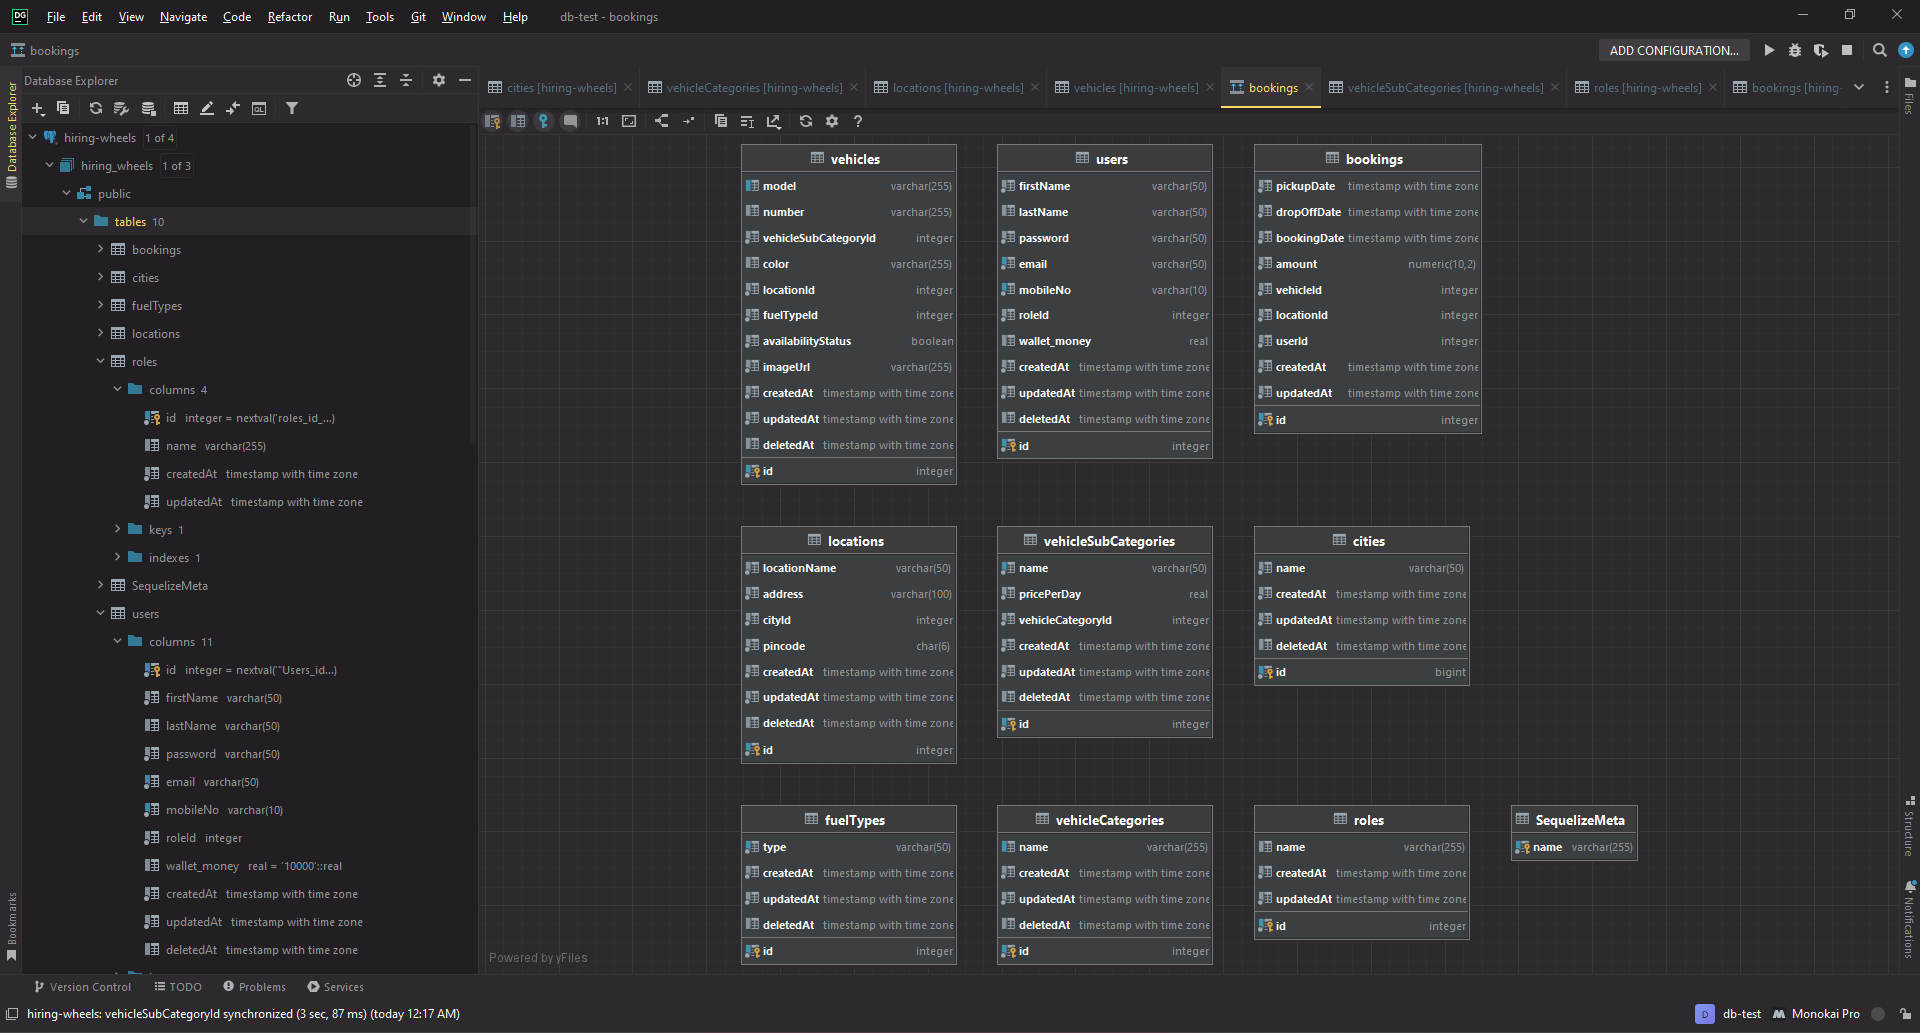 DG File Edit View Navigate Code Refactor Run Tools Git Window Help db-test - bookings
bookings
ADD CONFIGURATION...
Database Explorer
Database Explorer
cities [hiring-wheels]
vehicleCategories [hiring-wheels]
locations [hiring-wheels]
vehicles [hiring-wheels]
bookings
vehicleSubCategories [hiring-wheels]
roles [hiring-wheels]
bookings [hiring-
Files
QL
1:1
?
hiring-wheels 1 of 4
hiring_wheels 1 of 3
public
tables 10
bookings
cities
fuelTypes
locations
roles
columns 4
id integer = nextval('roles_id_...)
name varchar(255)
createdAt timestamp with time zone
updatedAt timestamp with time zone
keys 1
indexes 1
SequelizeMeta
users
columns 11
id integer = nextval('"Users_id...)
firstName varchar(50)
lastName varchar(50)
password varchar(50)
email varchar(50)
mobileNo varchar(10)
roleId integer
wallet_money real = '10000'::real
createdAt timestamp with time zone
updatedAt timestamp with time zone
deletedAt timestamp with time zone
vehicles
model varchar(255)
number varchar(255)
vehicleSubCategoryId integer
color varchar(255)
locationId integer
fuelTypeId integer
availabilityStatus boolean
imageUrl varchar(255)
createdAt timestamp with time zone
updatedAt timestamp with time zone
deletedAt timestamp with time zone
id integer
users
firstName varchar(50)
lastName varchar(50)
password varchar(50)
email varchar(50)
mobileNo varchar(10)
roleId integer
wallet_money real
createdAt timestamp with time zone
updatedAt timestamp with time zone
deletedAt timestamp with time zone
id integer
bookings
pickupDate timestamp with time zone
dropOffDate timestamp with time zone
bookingDate timestamp with time zone
amount numeric(10,2)
vehicleId integer
locationId integer
userId integer
createdAt timestamp with time zone
updatedAt timestamp with time zone
id integer
locations
locationName varchar(50)
address varchar(100)
cityId integer
pincode char(6)
createdAt timestamp with time zone
updatedAt timestamp with time zone
deletedAt timestamp with time zone
id integer
vehicleSubCategories
name varchar(50)
pricePerDay real
vehicleCategoryId integer
createdAt timestamp with time zone
updatedAt timestamp with time zone
deletedAt timestamp with time zone
id integer
cities
name varchar(50)
createdAt timestamp with time zone
updatedAt timestamp with time zone
deletedAt timestamp with time zone
id bigint
fuelTypes
type varchar(50)
createdAt timestamp with time zone
updatedAt timestamp with time zone
deletedAt timestamp with time zone
id integer
vehicleCategories
name varchar(255)
createdAt timestamp with time zone
updatedAt timestamp with time zone
deletedAt timestamp with time zone
id integer
roles
name varchar(255)
createdAt timestamp with time zone
updatedAt timestamp with time zone
id integer
SequelizeMeta
name varchar(255)
Powered by yFiles
Structure
Notifications
Bookmarks
Version Control TODO Problems Services
hiring-wheels: vehicleSubCategoryId synchronized (3 sec, 87 ms) (today 12:17 AM)
D db-test Monokai Pro